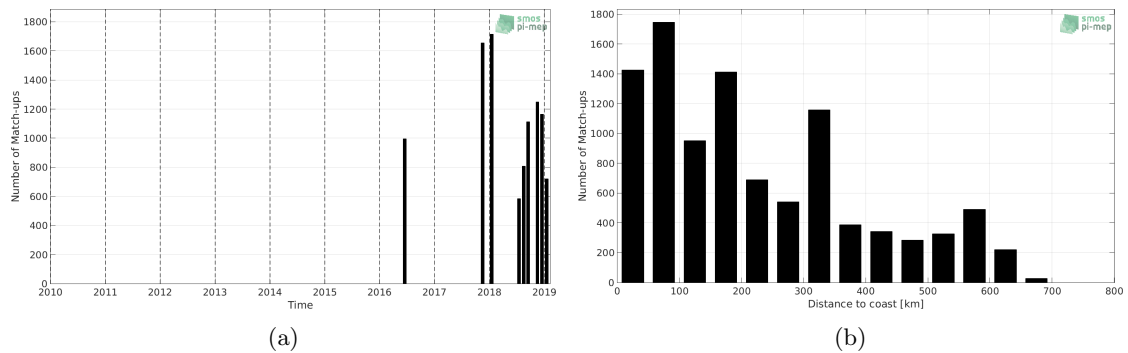 smos
pi-mep
1800
1600
1400
1200
1000
800
600
400
200
0
Number of Match-ups
2010 2011 2012 2013 2014 2015 2016 2017 2018 2019
Time
(a)
smos
pi-mep
1800
1600
1400
1200
1000
800
600
400
200
0
Number of Match-ups
0 100 200 300 400 500 600 700 800
Distance to coast [km]
(b)